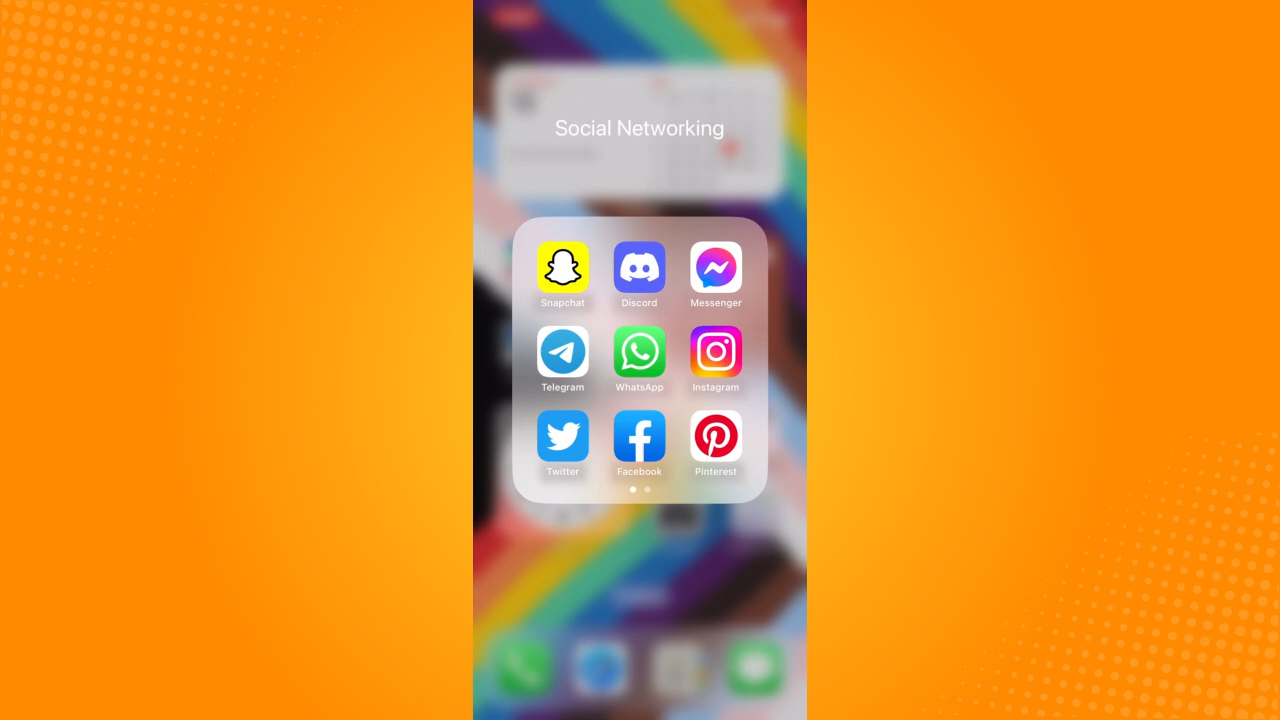 Social Networking
Snapchat Discord Messenger
Telegram WhatsApp Instagram
Twitter Facebook Pinterest